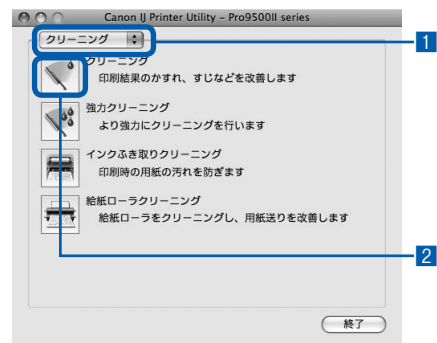 Canon IJ Printer Utility – Pro9500II series
クリーニング
1
クリーニング
印刷結果のかすれ、すじなどを改善します
強力クリーニング
より強力にクリーニングを行います
インクふき取りクリーニング
印刷時の用紙の汚れを防ぎます
給紙ローラクリーニング
給紙ローラをクリーニングし、用紙送りを改善します
2
終了